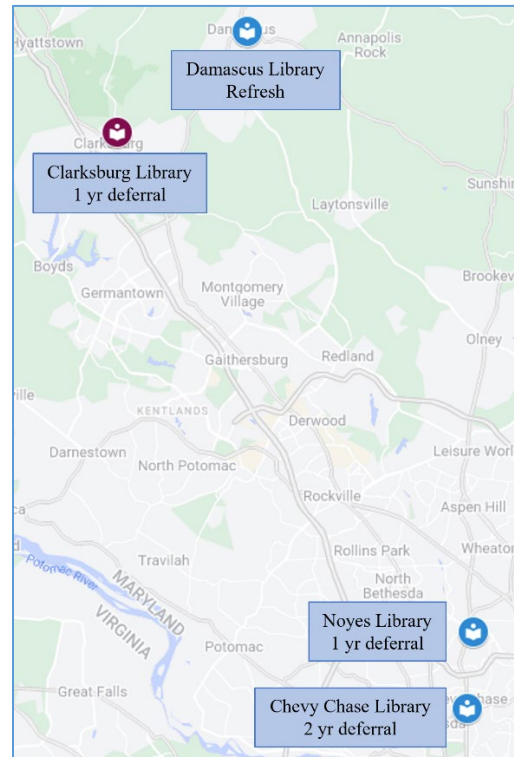 Hyattstown
Annapolis
Rock
Damascus Library
Refresh
Clarksburg Library
1 yr deferral
Sunshin
Laytonsville
Boyds
Brookev
Montgomery
Village
Germantown
Olney
Gaithersburg
Redland
KENTLANDS
Derwood
Leisure Worl
Darnestown
North Potomac
Rockville
Aspen Hill
Rollins Park
Wheaton
Travilah
North
Bethesda
Potomac River
MARYLAND
VIRGINIA
Noyes Library
1 yr deferral
Potomac
Great Falls
Chevy Chase Library
2 yr deferral